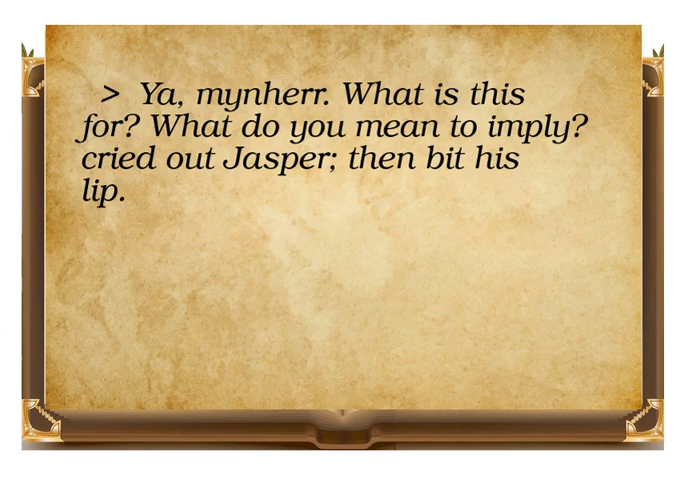 > Ya, mynherr. What is this
for? What do you mean to imply?
cried out Jasper; then bit his
lip.